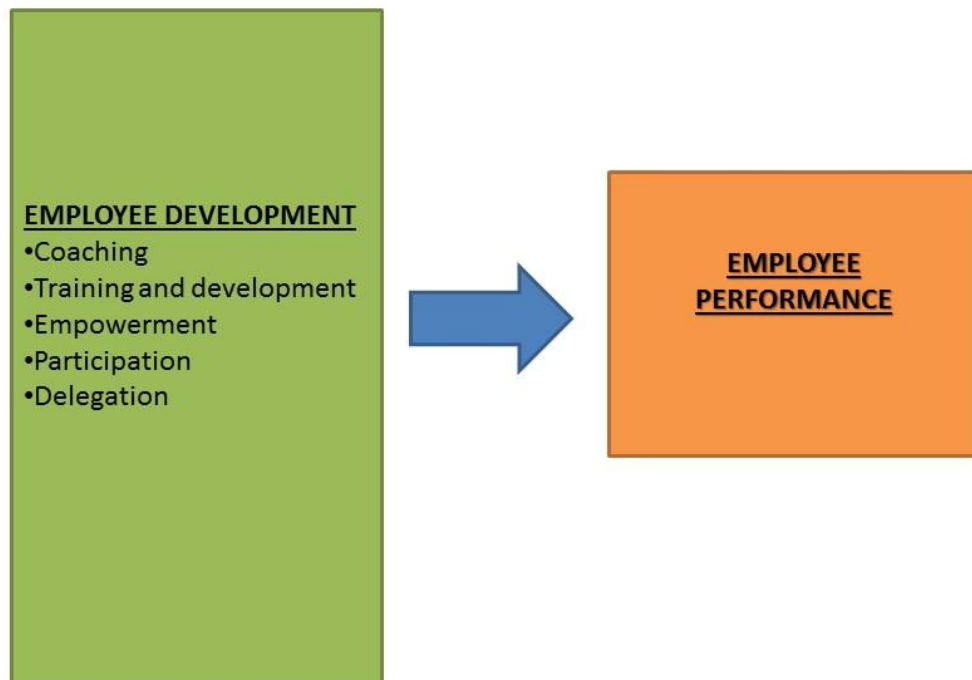 EMPLOYEE DEVELOPMENT
•Coaching
•Training and development
•Empowerment
•Participation
•Delegation
EMPLOYEE
PERFORMANCE